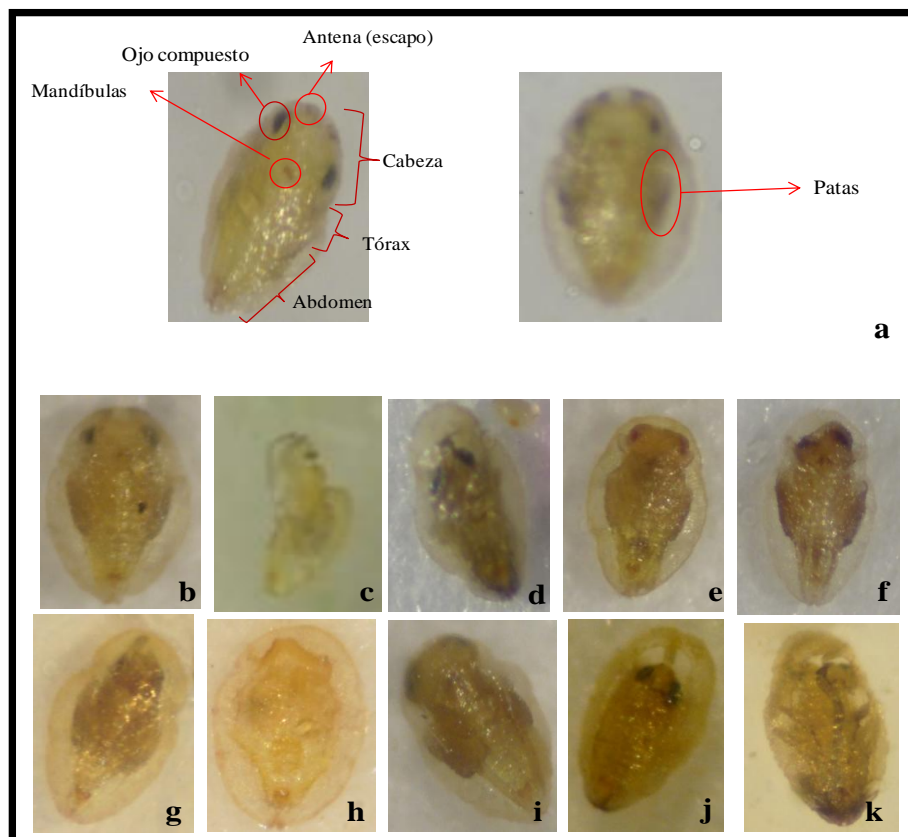 Antena (escapo)
Ojo compuesto
Mandíbulas
Cabeza
Patas
Tórax
Abdomen
a
b
c
d
e
f
g
h
i
j
k